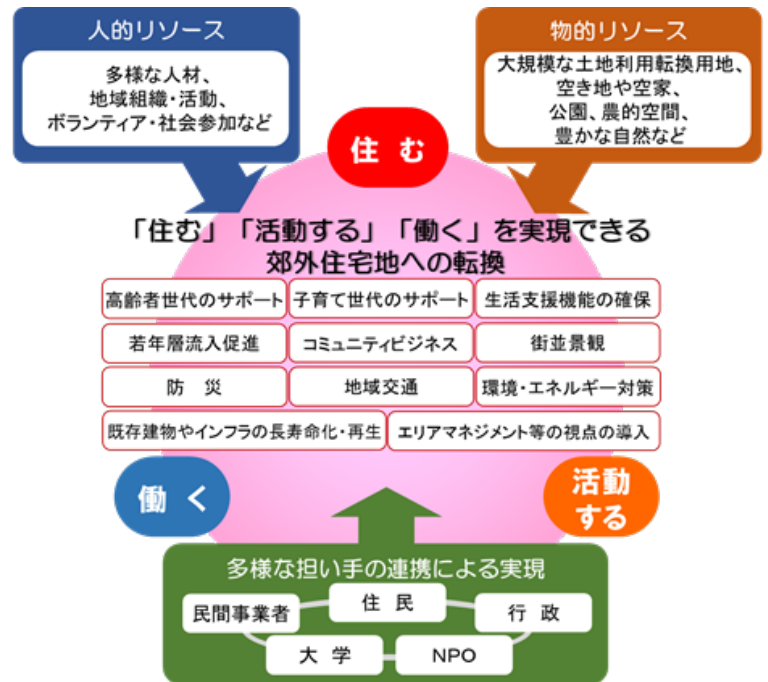 人的リソース
多様な人材、
地域組織・活動、
ボランティア・社会参加など
物的リソース
大規模な土地利用転換用地、
空き地や空家、
公園、農的空間、
豊かな自然など
住 む
「住む」「活動する」「働く」を実現できる
郊外住宅地への転換
高齢者世代のサポート
子育て世代のサポート
生活支援機能の確保
若年層流入促進
コミュニティビジネス
街並景観
防 災
地域交通
環境・エネルギー対策
既存建物やインフラの長寿命化・再生
エリアマネジメント等の視点の導入
働 く
活動
する
多様な担い手の連携による実現
民間事業者
住 民
行 政
大 学
NPO